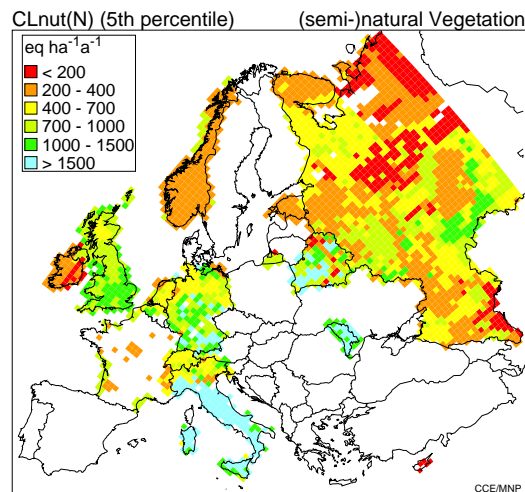 CLnut(N) (5th percentile) (semi-)natural Vegetation
eq ha⁻¹a⁻¹
< 200
200 - 400
400 - 700
700 - 1000
1000 - 1500
> 1500
CCE/MNP